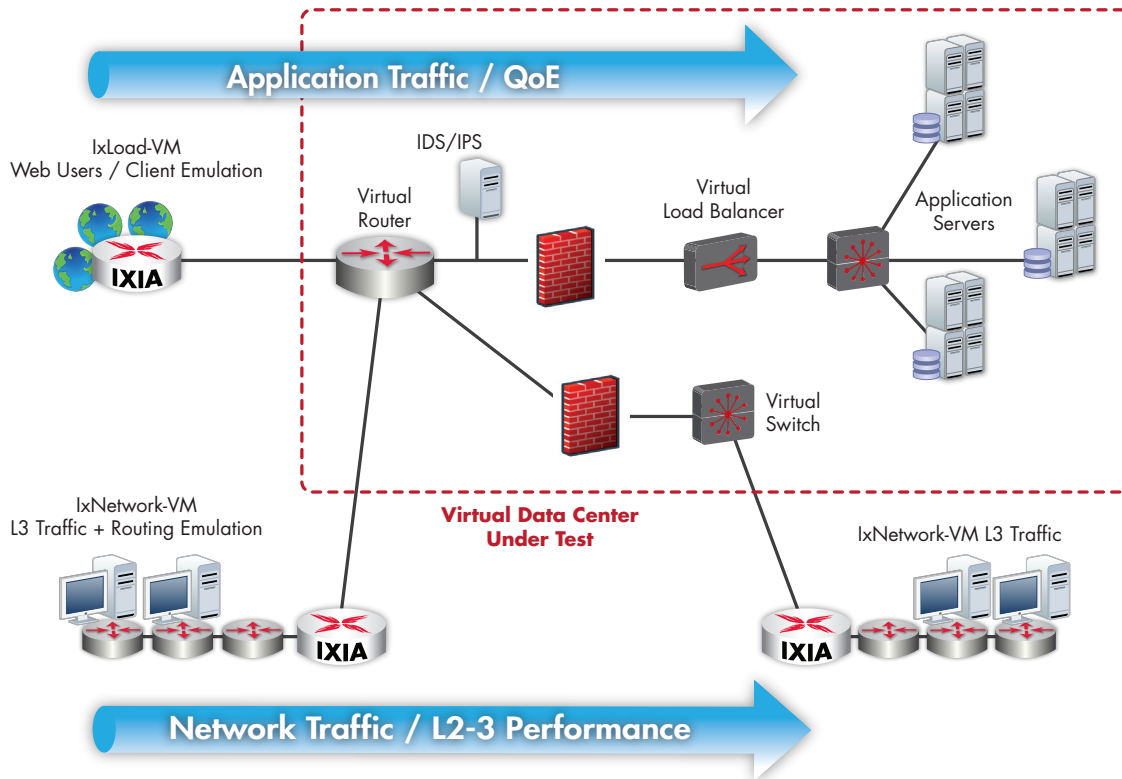 Application Traffic / QoE
IxLoad-VM
Web Users / Client Emulation
IDS/IPS
Virtual
Router
Virtual
Load Balancer
Application
Servers
IXIA
Virtual
Switch
Virtual Data Center
Under Test
IxNetwork-VM
L3 Traffic + Routing Emulation
IxNetwork-VM L3 Traffic
IXIA
IXIA
Network Traffic / L2-3 Performance